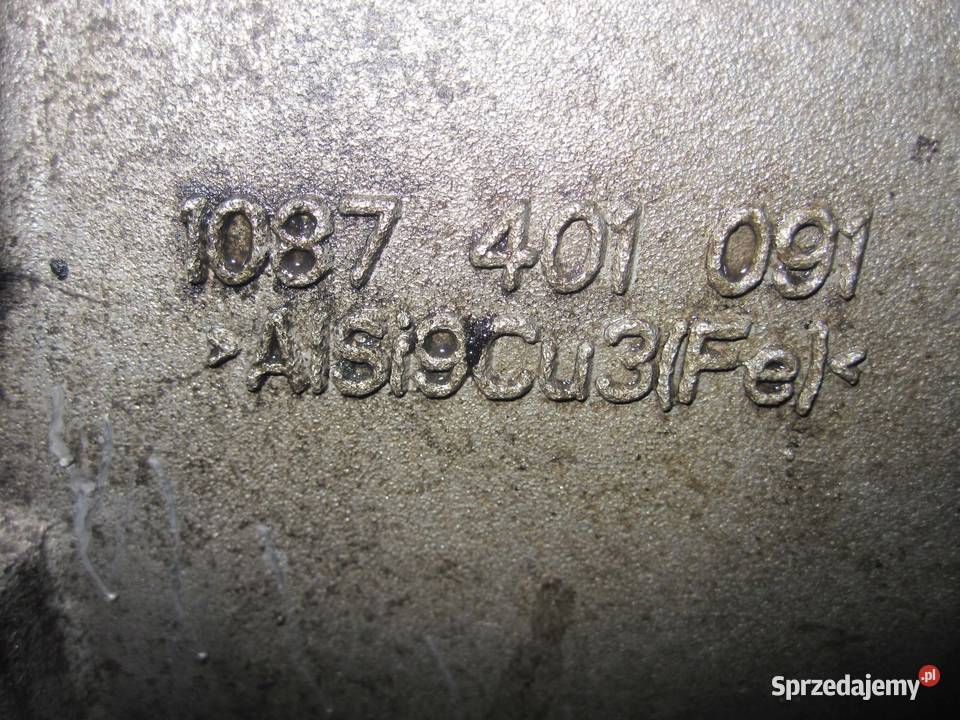 1087 401 091
>AlSi9Cu3(Fe)<
Sprzedajemy.pl